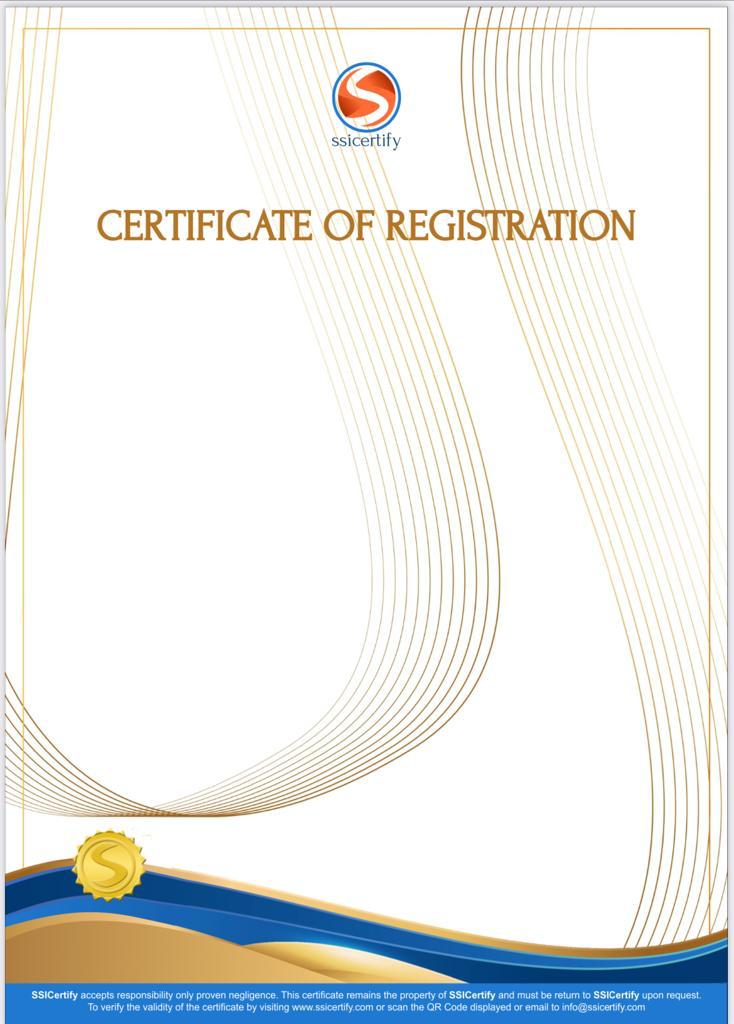 ssicertify
CERTIFICATE OF REGISTRATION
SSICertify accepts responsibility only proven negligence. This certificate remains the property of SSICertify and must be return to SSICertify upon request.
To verify the validity of the certificate by visiting www.ssicertify.com or scan the QR Code displayed or email to info@ssicertify.com